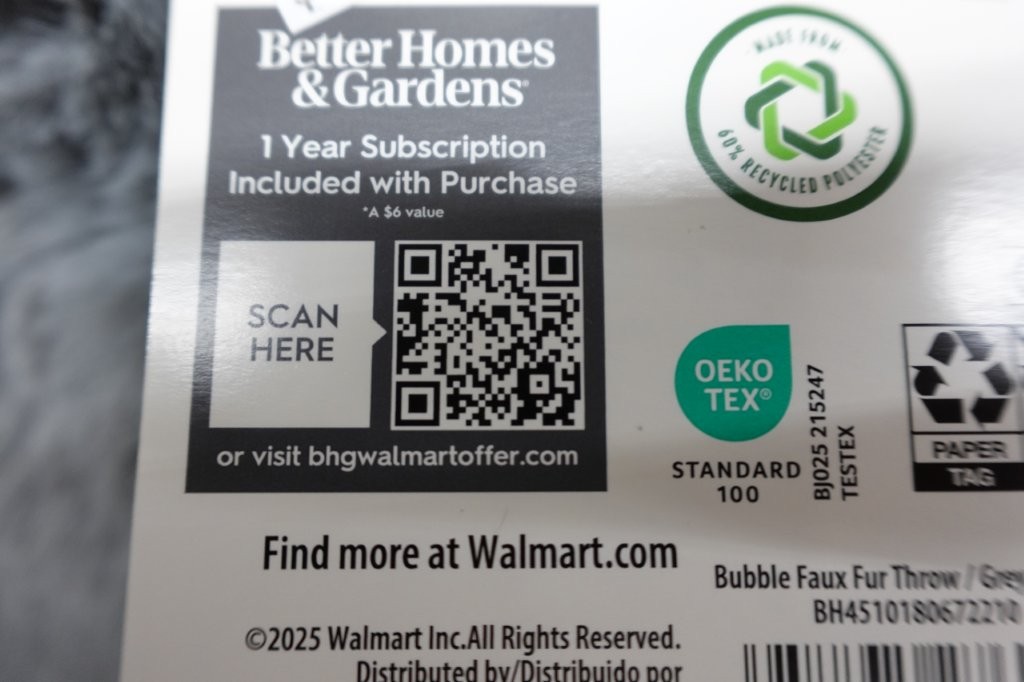 Better Homes
& Gardens®
1 Year Subscription
Included with Purchase
*A $6 value
SCAN
HERE
or visit bhgwalmartoffer.com
MADE FROM
60% RECYCLED POLYESTER
OEKO
TEX®
STANDARD
100
BJ025 215247
TESTEX
PAPER
TAG
Find more at Walmart.com
Bubble Faux Fur Throw / Grey
BH4510180672210
©2025 Walmart Inc.All Rights Reserved.
Distributed by/Distribuido por